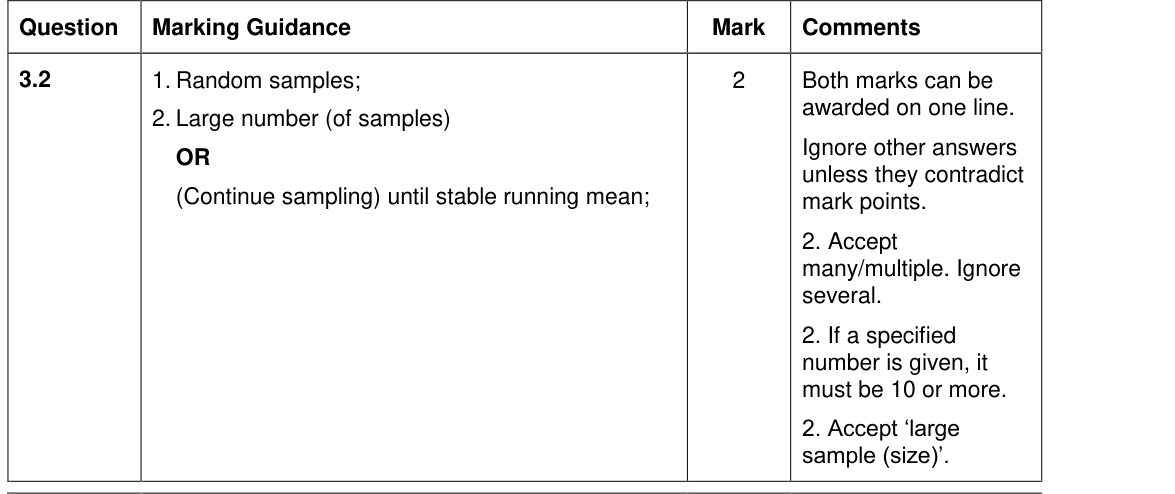 Question Marking Guidance Mark Comments
3.2 1. Random samples; 2 Both marks can be
awarded on one line.
2. Large number (of samples)
OR
(Continue sampling) until stable running mean;
Ignore other answers
unless they contradict
mark points.
2. Accept
many/multiple. Ignore
several.
2. If a specified
number is given, it
must be 10 or more.
2. Accept ‘large
sample (size)’.